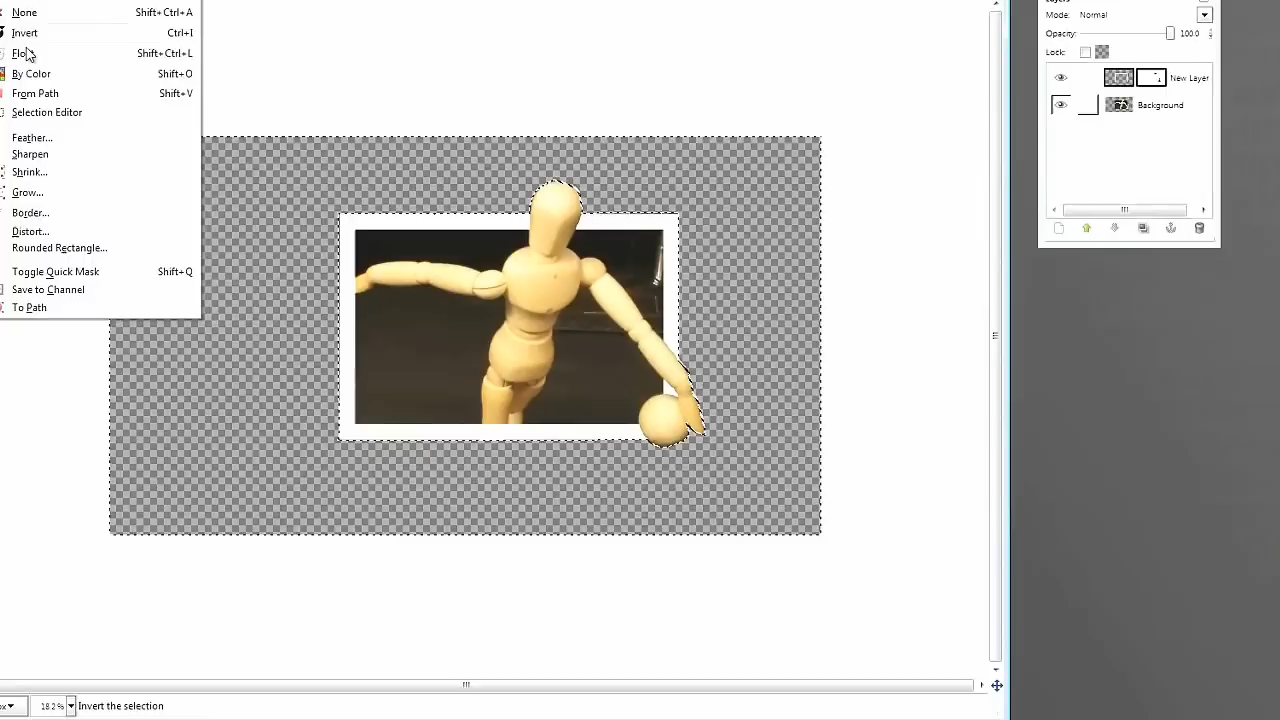 None Shift+Ctrl+A
Invert Ctrl+I
Shift+Ctrl+L
By Color Shift+O
From Path Shift+V
Selection Editor
Feather...
Sharpen
Shrink...
Grow...
Border...
Distort...
Rounded Rectangle...
Toggle Quick Mask Shift+Q
Save to Channel
To Path
18.2% Invert the selection
Mode: Normal
Opacity: 100.0
Lock:
New Layer
Background